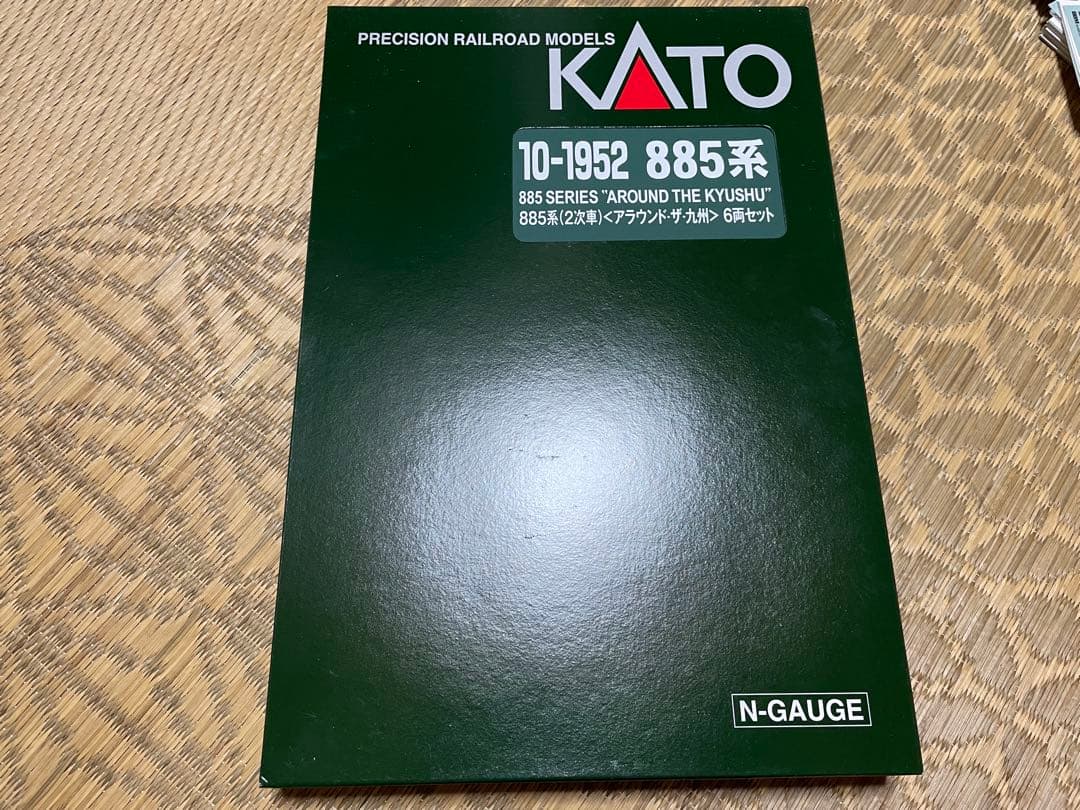 PRECISION RAILROAD MODELS
KATO
10-1952 885系
885 SERIES "AROUND THE KYUSHU"
885系(2次車)<アラウンド・ザ・九州> 6両セット
N-GAUGE